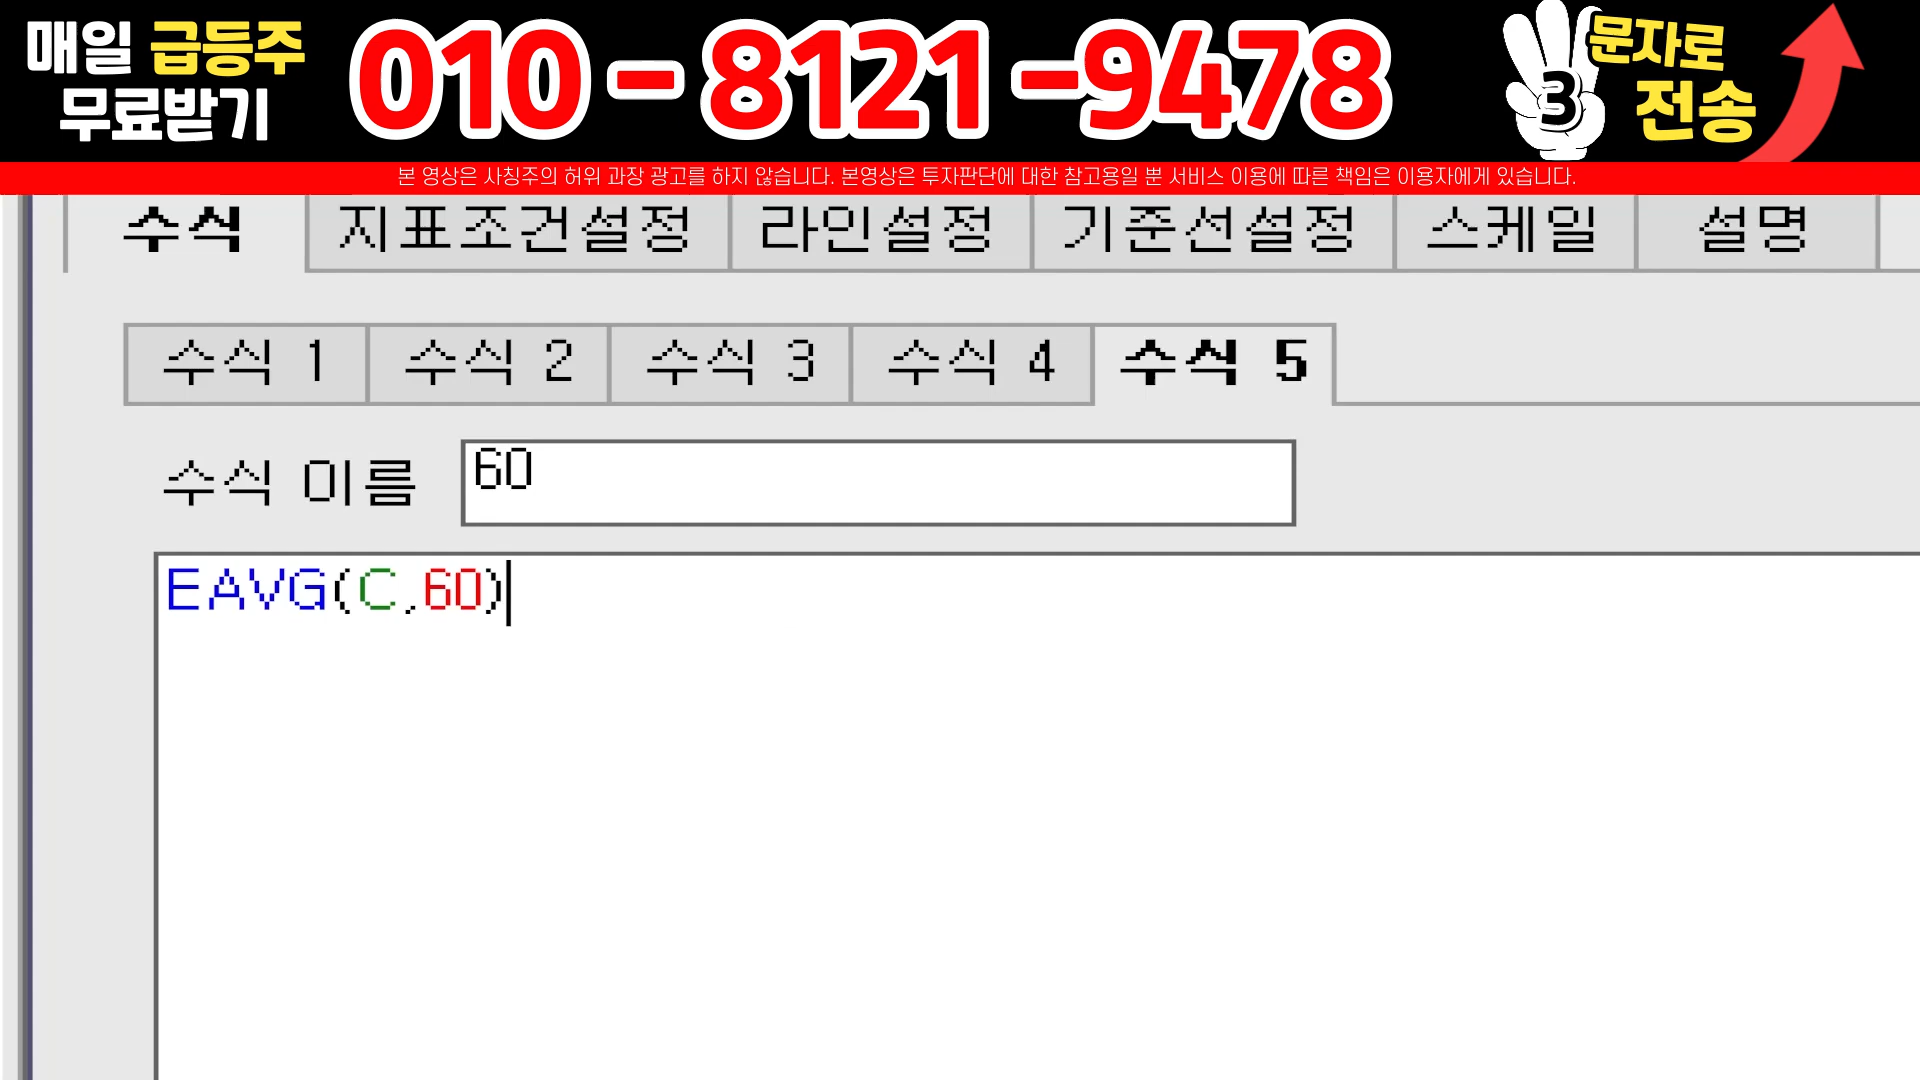 매일 급등주
무료받기
010-8121-9478
3
문자로
전송
본 영상은 사칭주의 허위 과장 광고를 하지 않습니다. 본영상은 투자판단에 대한 참고용일 뿐 서비스 이용에 따른 책임은 이용자에게 있습니다.
수식 지표조건설정 라인설정 기준선설정 스케일 설명
수식 1 수식 2 수식 3 수식 4 수식 5
수식 이름 60
EAVG(C,60)